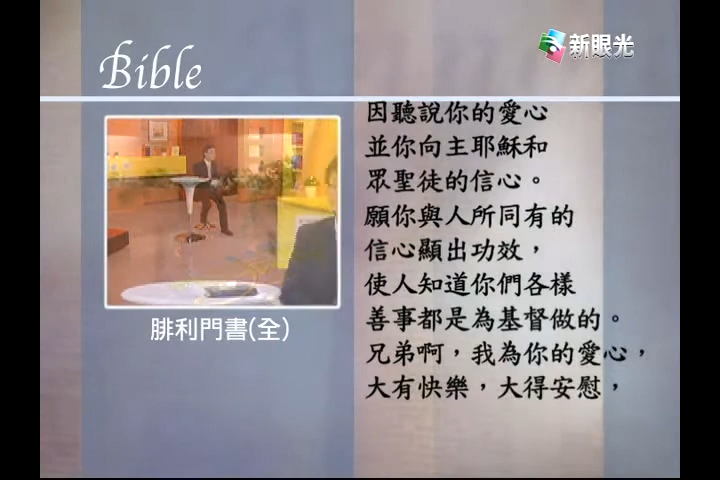 新眼光
Bible
因聽說你的愛心
並你向主耶穌和
眾聖徒的信心。
願你與人所同有的
信心顯出功效，
使人知道你們各樣
善事都是為基督做的。
兄弟啊，我為你的愛心，
大有快樂，大得安慰，
腓利門書(全)